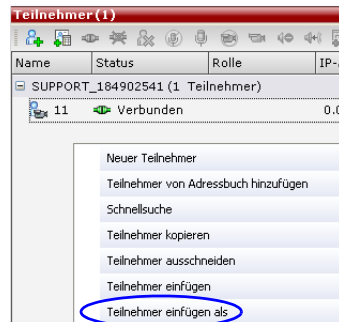 Teilnehmer(1)
Name Status Rolle IP-
SUPPORT_184902541 (1 Teilnehmer)
11 Verbunden 0.0
Neuer Teilnehmer
Teilnehmer von Adressbuch hinzufügen
Schnellsuche
Teilnehmer kopieren
Teilnehmer ausschneiden
Teilnehmer einfügen
Teilnehmer einfügen als